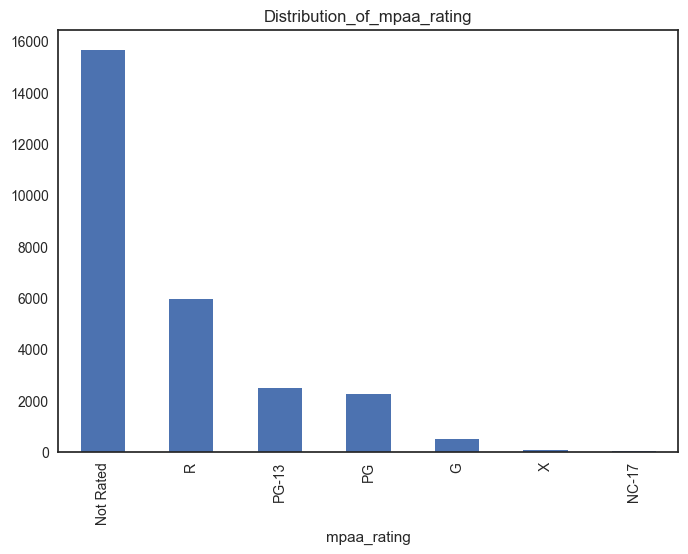 Distribution_of_mpaa_rating
16000
14000
12000
10000
8000
6000
4000
2000
0
Not Rated
R
PG-13
PG
G
X
NC-17
mpaa_rating